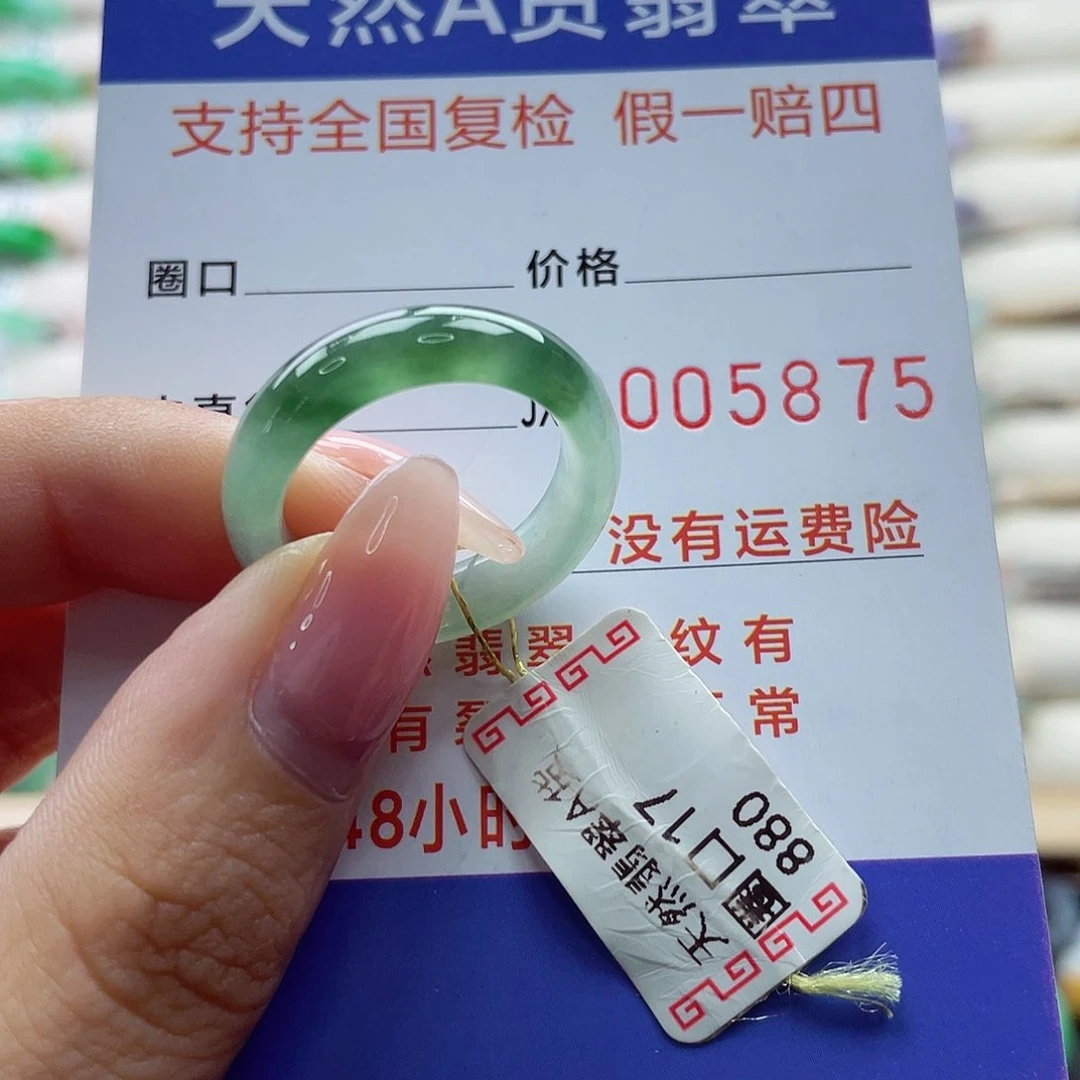 天然A货翡翠
支持全国复检 假一赔四
圈口 价格
005875
没有运费险
翡翠 纹有
有 常
48小时
天然翡翠A货
圈口17
880